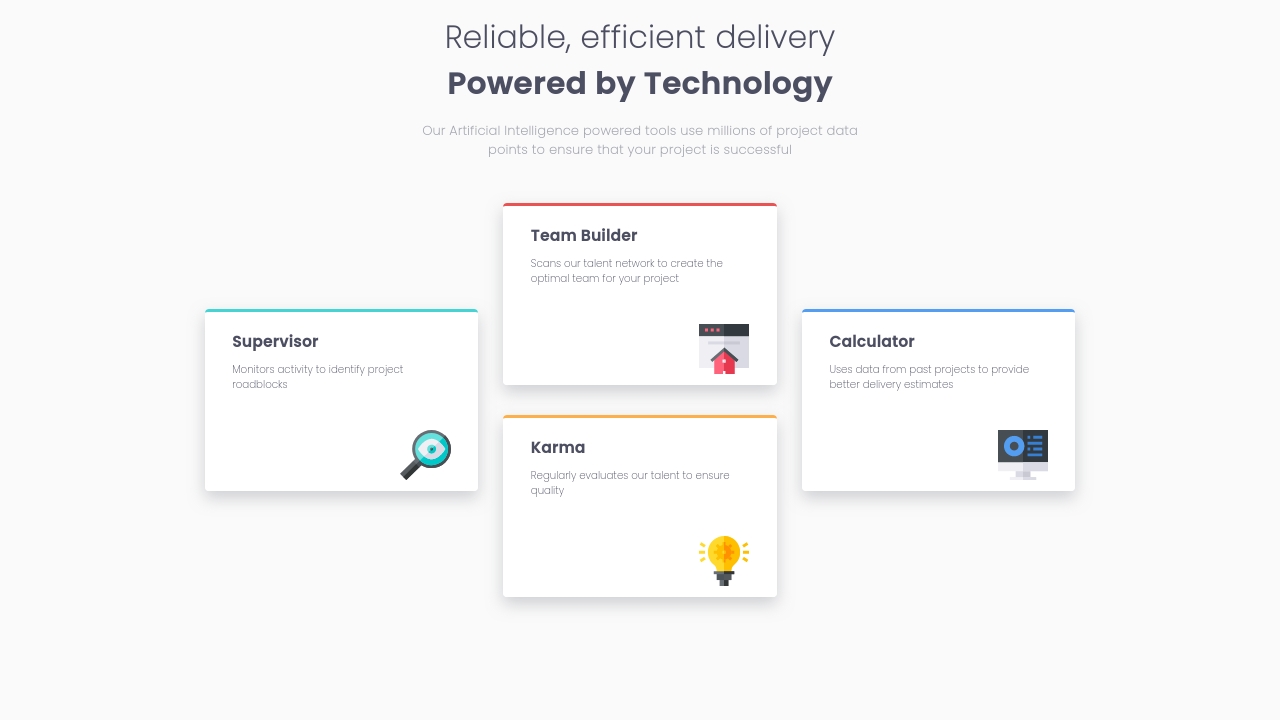 Reliable, efficient delivery
Powered by Technology
Our Artificial Intelligence powered tools use millions of project data
points to ensure that your project is successful
Supervisor
Monitors activity to identify project
roadblocks
Team Builder
Scans our talent network to create the
optimal team for your project
Karma
Regularly evaluates our talent to ensure
quality
Calculator
Uses data from past projects to provide
better delivery estimates